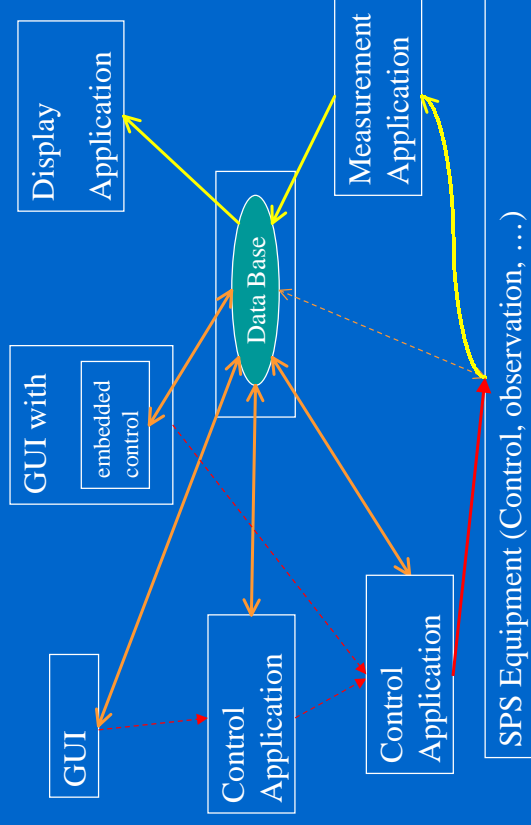 GUI
GUI with
embedded
control
Display
Application
Control
Application
Data Base
Control
Application
Measurement
Application
SPS Equipment (Control, observation, …)